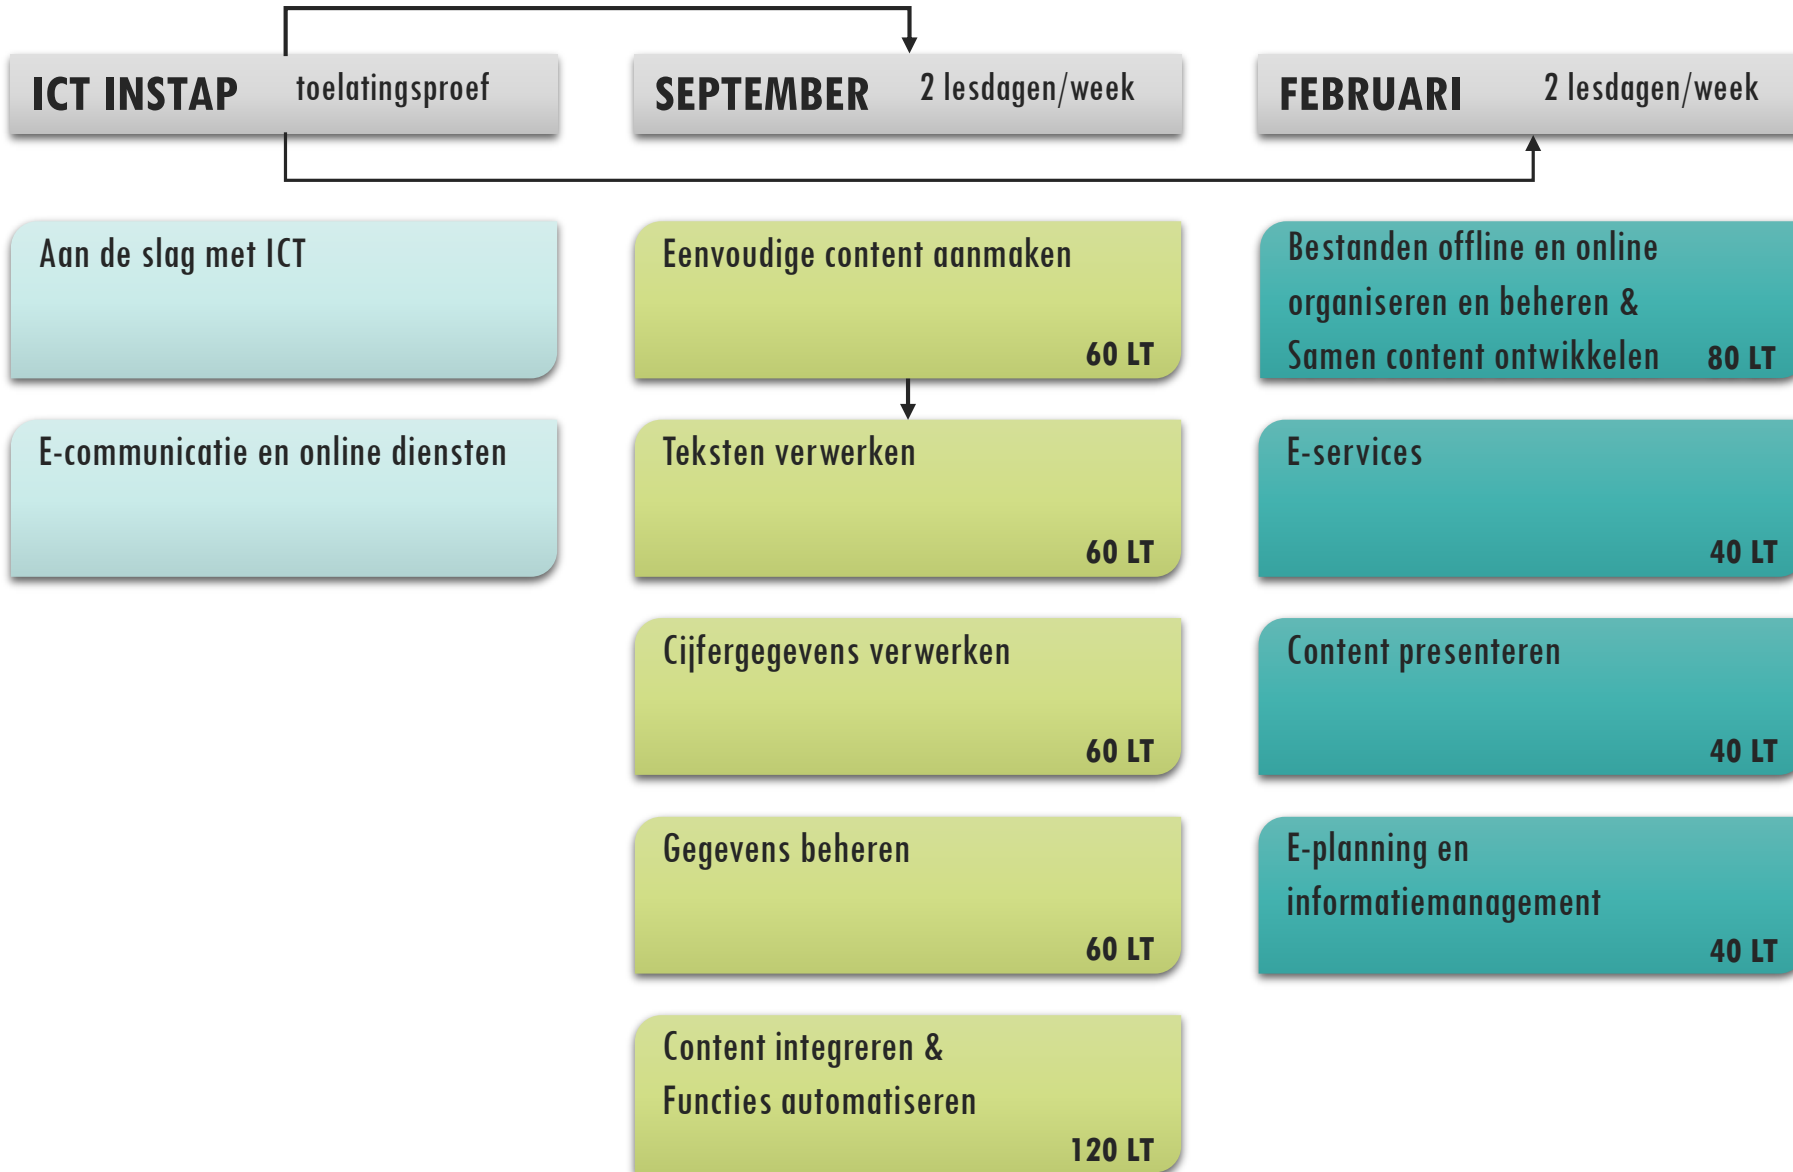 ICT INSTAP toelatingsproef
SEPTEMBER 2 lesdagen/week
FEBRUARI 2 lesdagen/week
Aan de slag met ICT
E-communicatie en online diensten
Eenvoudige content aanmaken
60 LT
Teksten verwerken
60 LT
Cijfergegevens verwerken
60 LT
Gegevens beheren
60 LT
Content integreren &
Functies automatiseren
120 LT
Bestanden offline en online
organiseren en beheren &
Samen content ontwikkelen 80 LT
E-services
40 LT
Content presenteren
40 LT
E-planning en
informatiemanagement
40 LT